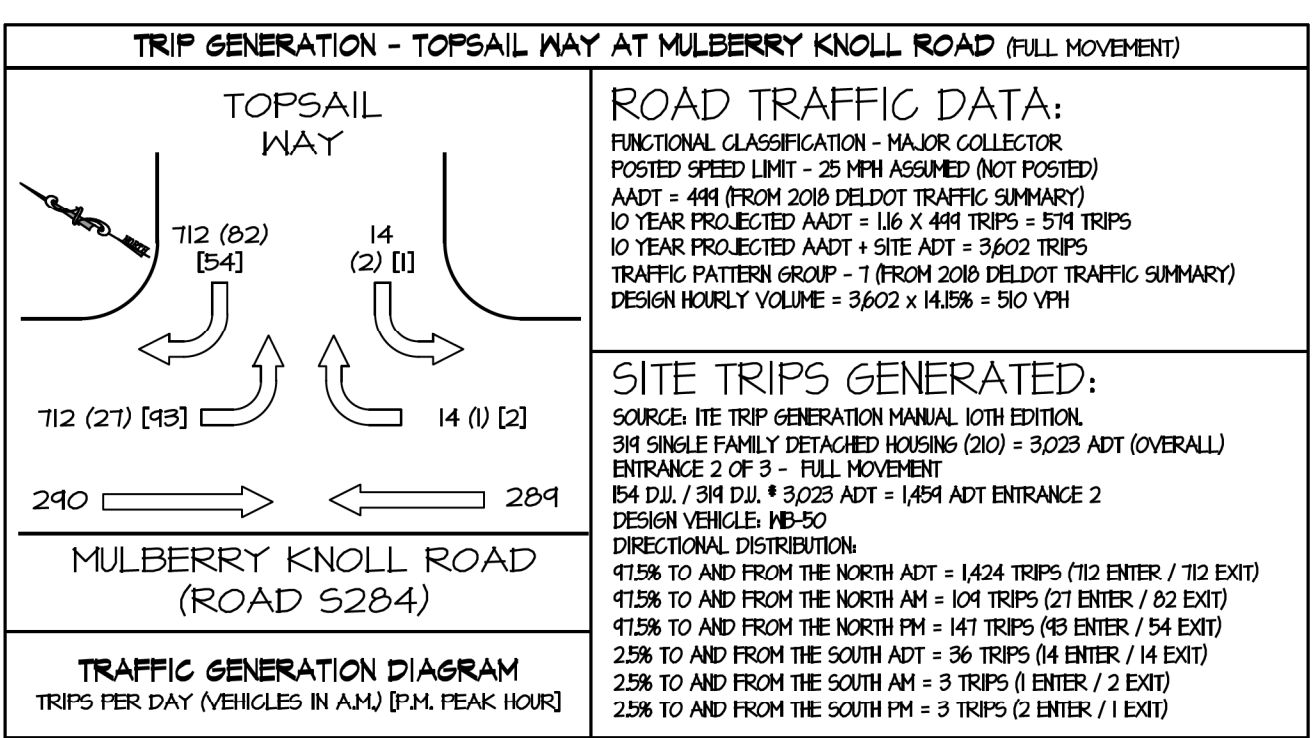 TRIP GENERATION - TOPSAIL WAY AT MULBERRY KNOLL ROAD (FULL MOVEMENT)
TOPSAIL
WAY
NORTH
712 (82)
[54]
14
(2) [1]
712 (27) [93]
14 (1) [2]
290
289
MULBERRY KNOLL ROAD
(ROAD S284)
TRAFFIC GENERATION DIAGRAM
TRIPS PER DAY (VEHICLES IN A.M.) [P.M. PEAK HOUR]
ROAD TRAFFIC DATA:
FUNCTIONAL CLASSIFICATION - MAJOR COLLECTOR
POSTED SPEED LIMIT - 25 MPH ASSUMED (NOT POSTED)
AADT = 499 (FROM 2018 DELDOT TRAFFIC SUMMARY)
10 YEAR PROJECTED AADT = 1.16 X 499 TRIPS = 579 TRIPS
10 YEAR PROJECTED AADT + SITE ADT = 3,602 TRIPS
TRAFFIC PATTERN GROUP - 7 (FROM 2018 DELDOT TRAFFIC SUMMARY)
DESIGN HOURLY VOLUME = 3,602 x 14.15% = 510 VPH
SITE TRIPS GENERATED:
SOURCE: ITE TRIP GENERATION MANUAL 10TH EDITION.
319 SINGLE FAMILY DETACHED HOUSING (210) = 3,023 ADT (OVERALL)
ENTRANCE 2 OF 3 - FULL MOVEMENT
154 D.U. / 319 D.U. * 3,023 ADT = 1,459 ADT ENTRANCE 2
DESIGN VEHICLE: WB-50
DIRECTIONAL DISTRIBUTION:
97.5% TO AND FROM THE NORTH ADT = 1,424 TRIPS (712 ENTER / 712 EXIT)
97.5% TO AND FROM THE NORTH AM = 109 TRIPS (27 ENTER / 82 EXIT)
97.5% TO AND FROM THE NORTH PM = 147 TRIPS (93 ENTER / 54 EXIT)
2.5% TO AND FROM THE SOUTH ADT = 36 TRIPS (14 ENTER / 14 EXIT)
2.5% TO AND FROM THE SOUTH AM = 3 TRIPS (1 ENTER / 2 EXIT)
2.5% TO AND FROM THE SOUTH PM = 3 TRIPS (2 ENTER / 1 EXIT)